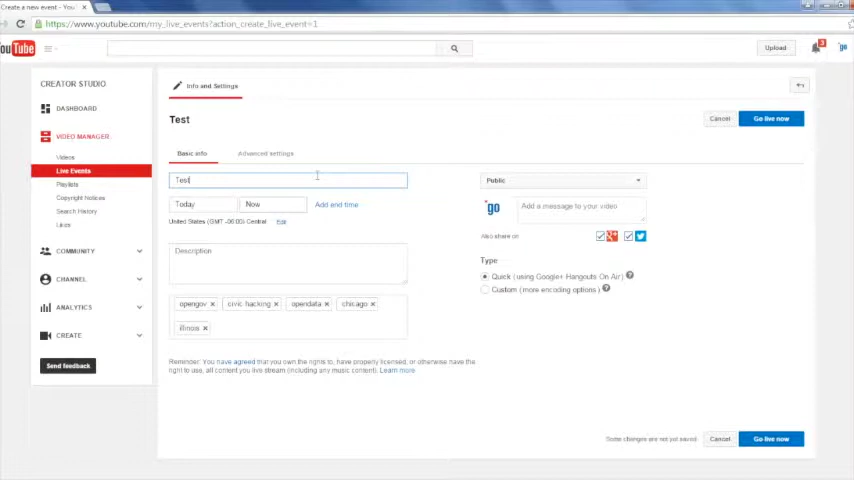 Create a new event - YouTub
https://www.youtube.com/my_live_events?action_create_live_event=1
YouTube
Upload
3
go
CREATOR STUDIO
DASHBOARD
VIDEO MANAGER
Videos
Live Events
Playlists
Copyright Notices
Search History
Likes
COMMUNITY
CHANNEL
ANALYTICS
CREATE
Send feedback
Info and Settings
Test
Cancel
Go live now
Basic info
Advanced settings
Test
Today
Now
Add end time
United States (GMT -06:00) Central
Edit
Description
opengov ×
civic hacking ×
opendata ×
chicago ×
illinois ×
Reminder: You have agreed that you own the rights to, have properly licensed, or otherwise have the
right to use, all content you live stream (including any music content). Learn more
Public
go
Add a message to your video
Also share on
Type
Quick (using Google+ Hangouts On Air) ?
Custom (more encoding options) ?
Some changes are not yet saved.
Cancel
Go live now